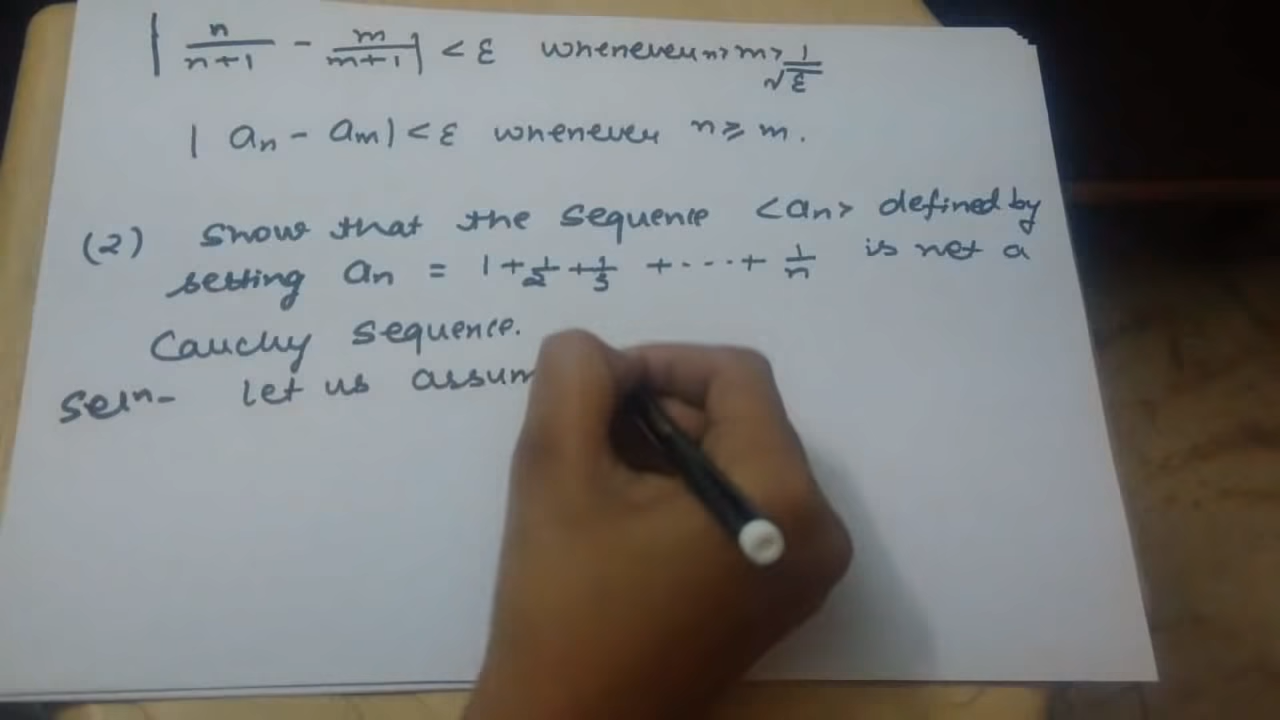 | n/(n+1) - m/(m+1) | < ε whenever n > m > 1/√ε
| an - am | < ε whenever n ≥ m.
(2) Show that the sequence <an> defined by
setting an = 1 + 1/2 + 1/3 + ... + 1/n is not a
Cauchy sequence.
Soln- let us assum